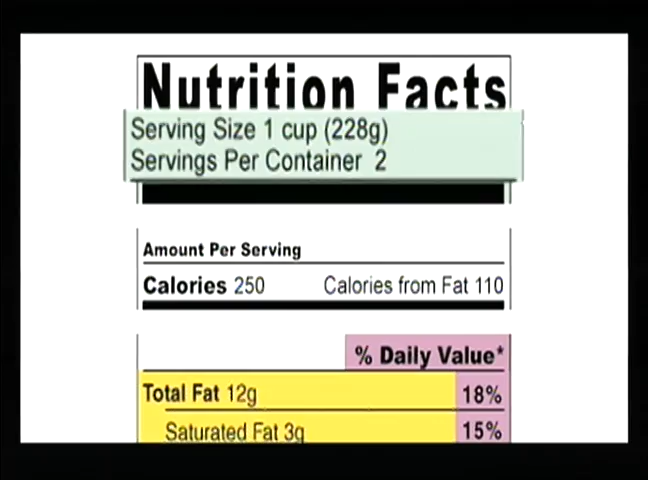 Nutrition Facts
Serving Size 1 cup (228g)
Servings Per Container 2
Amount Per Serving
Calories 250 Calories from Fat 110
% Daily Value*
Total Fat 12g 18%
Saturated Fat 3g 15%